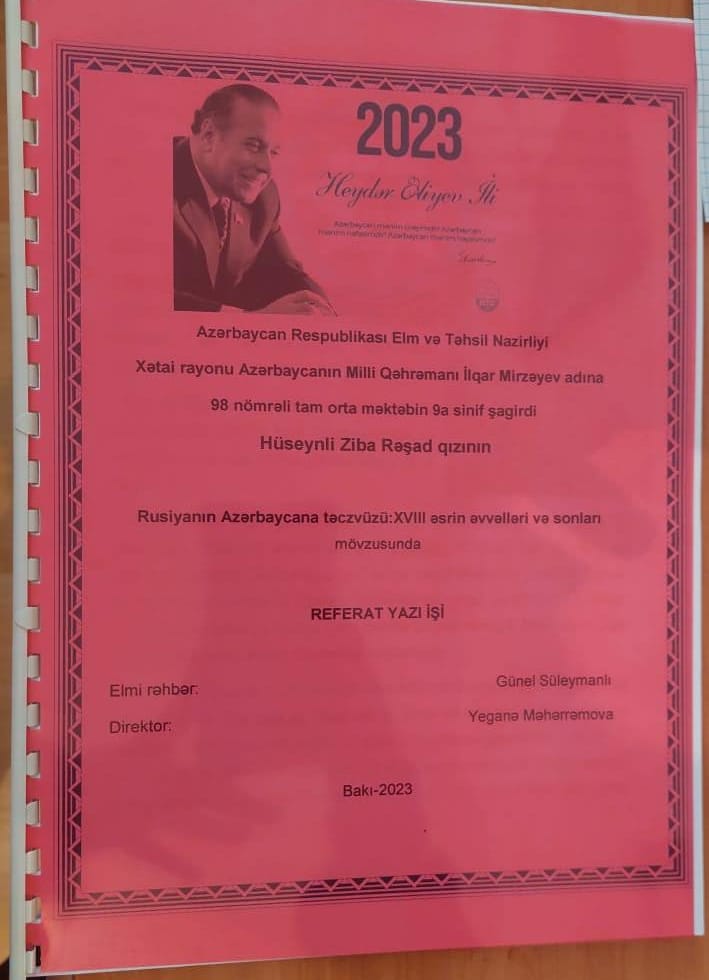 2023
Heydər Əliyev İli
Azərbaycan Respublikası Elm və Təhsil Nazirliyi
Xətai rayonu Azərbaycanın Milli Qəhrəmanı İlqar Mirzəyev adına
98 nömrəli tam orta məktəbin 9a sinif şagirdi
Hüseynli Ziba Rəşad qızının
Rusiyanın Azərbaycana təczvüzü:XVIII əsrin əvvəlləri və sonları
mövzusunda
REFERAT YAZI İŞİ
Elmi rəhbər: Günel Süleymanlı
Direktor: Yeganə Məhərrəmova
Bakı-2023